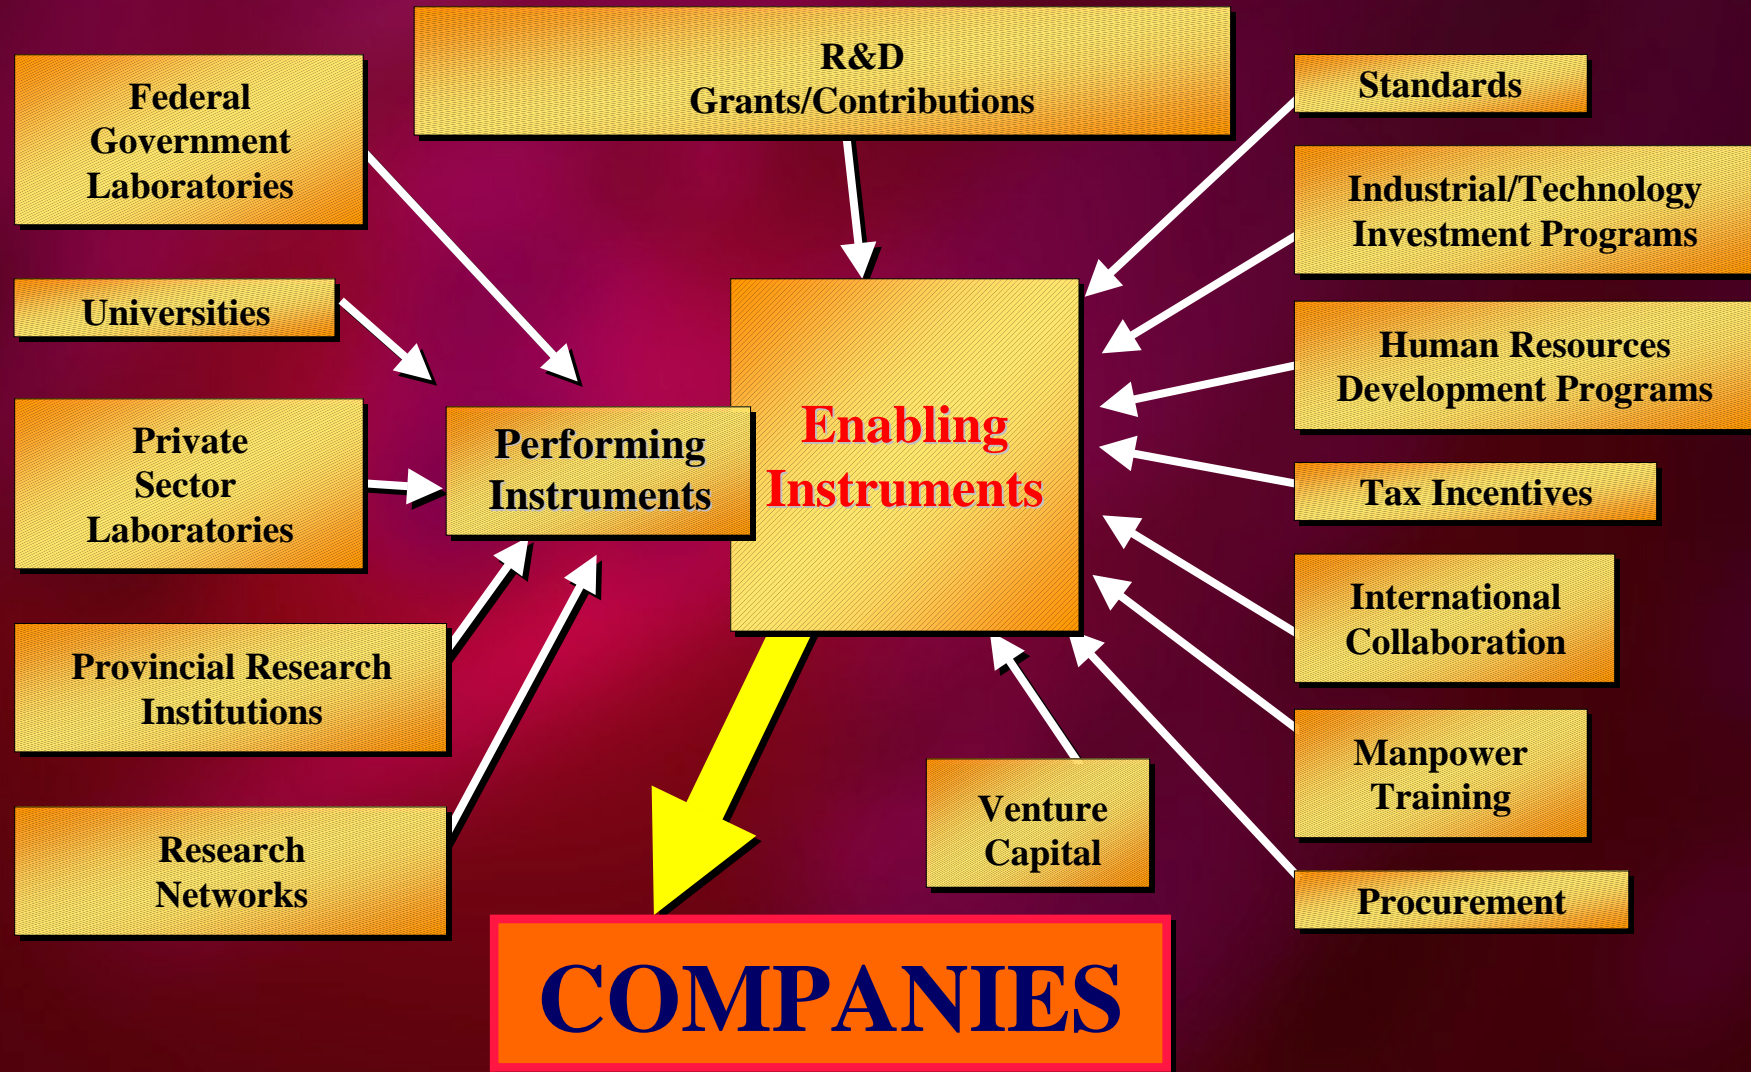 R&D
Grants/Contributions
Federal
Government
Laboratories
Universities
Private
Sector
Laboratories
Provincial Research
Institutions
Research
Networks
Performing
Instruments
Enabling
Instruments
Standards
Industrial/Technology
Investment Programs
Human Resources
Development Programs
Tax Incentives
International
Collaboration
Manpower
Training
Procurement
Venture
Capital
COMPANIES